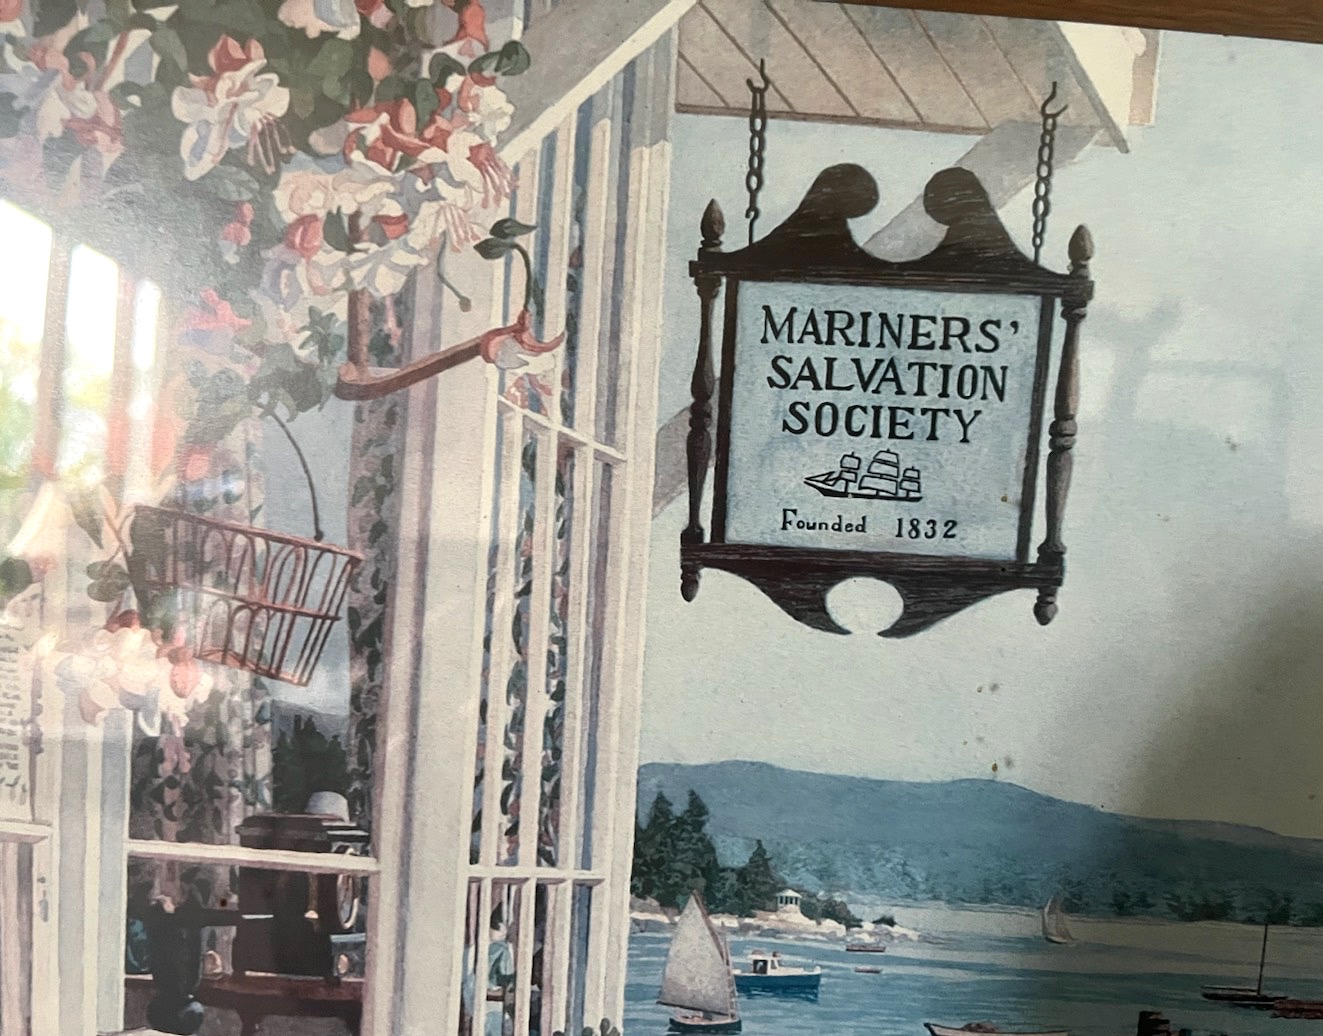 MARINERS'
SALVATION
SOCIETY
Founded 1832